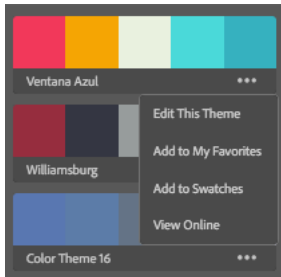 Ventana Azul
Edit This Theme
Add to My Favorites
Williamsburg
Add to Swatches
View Online
Color Theme 16